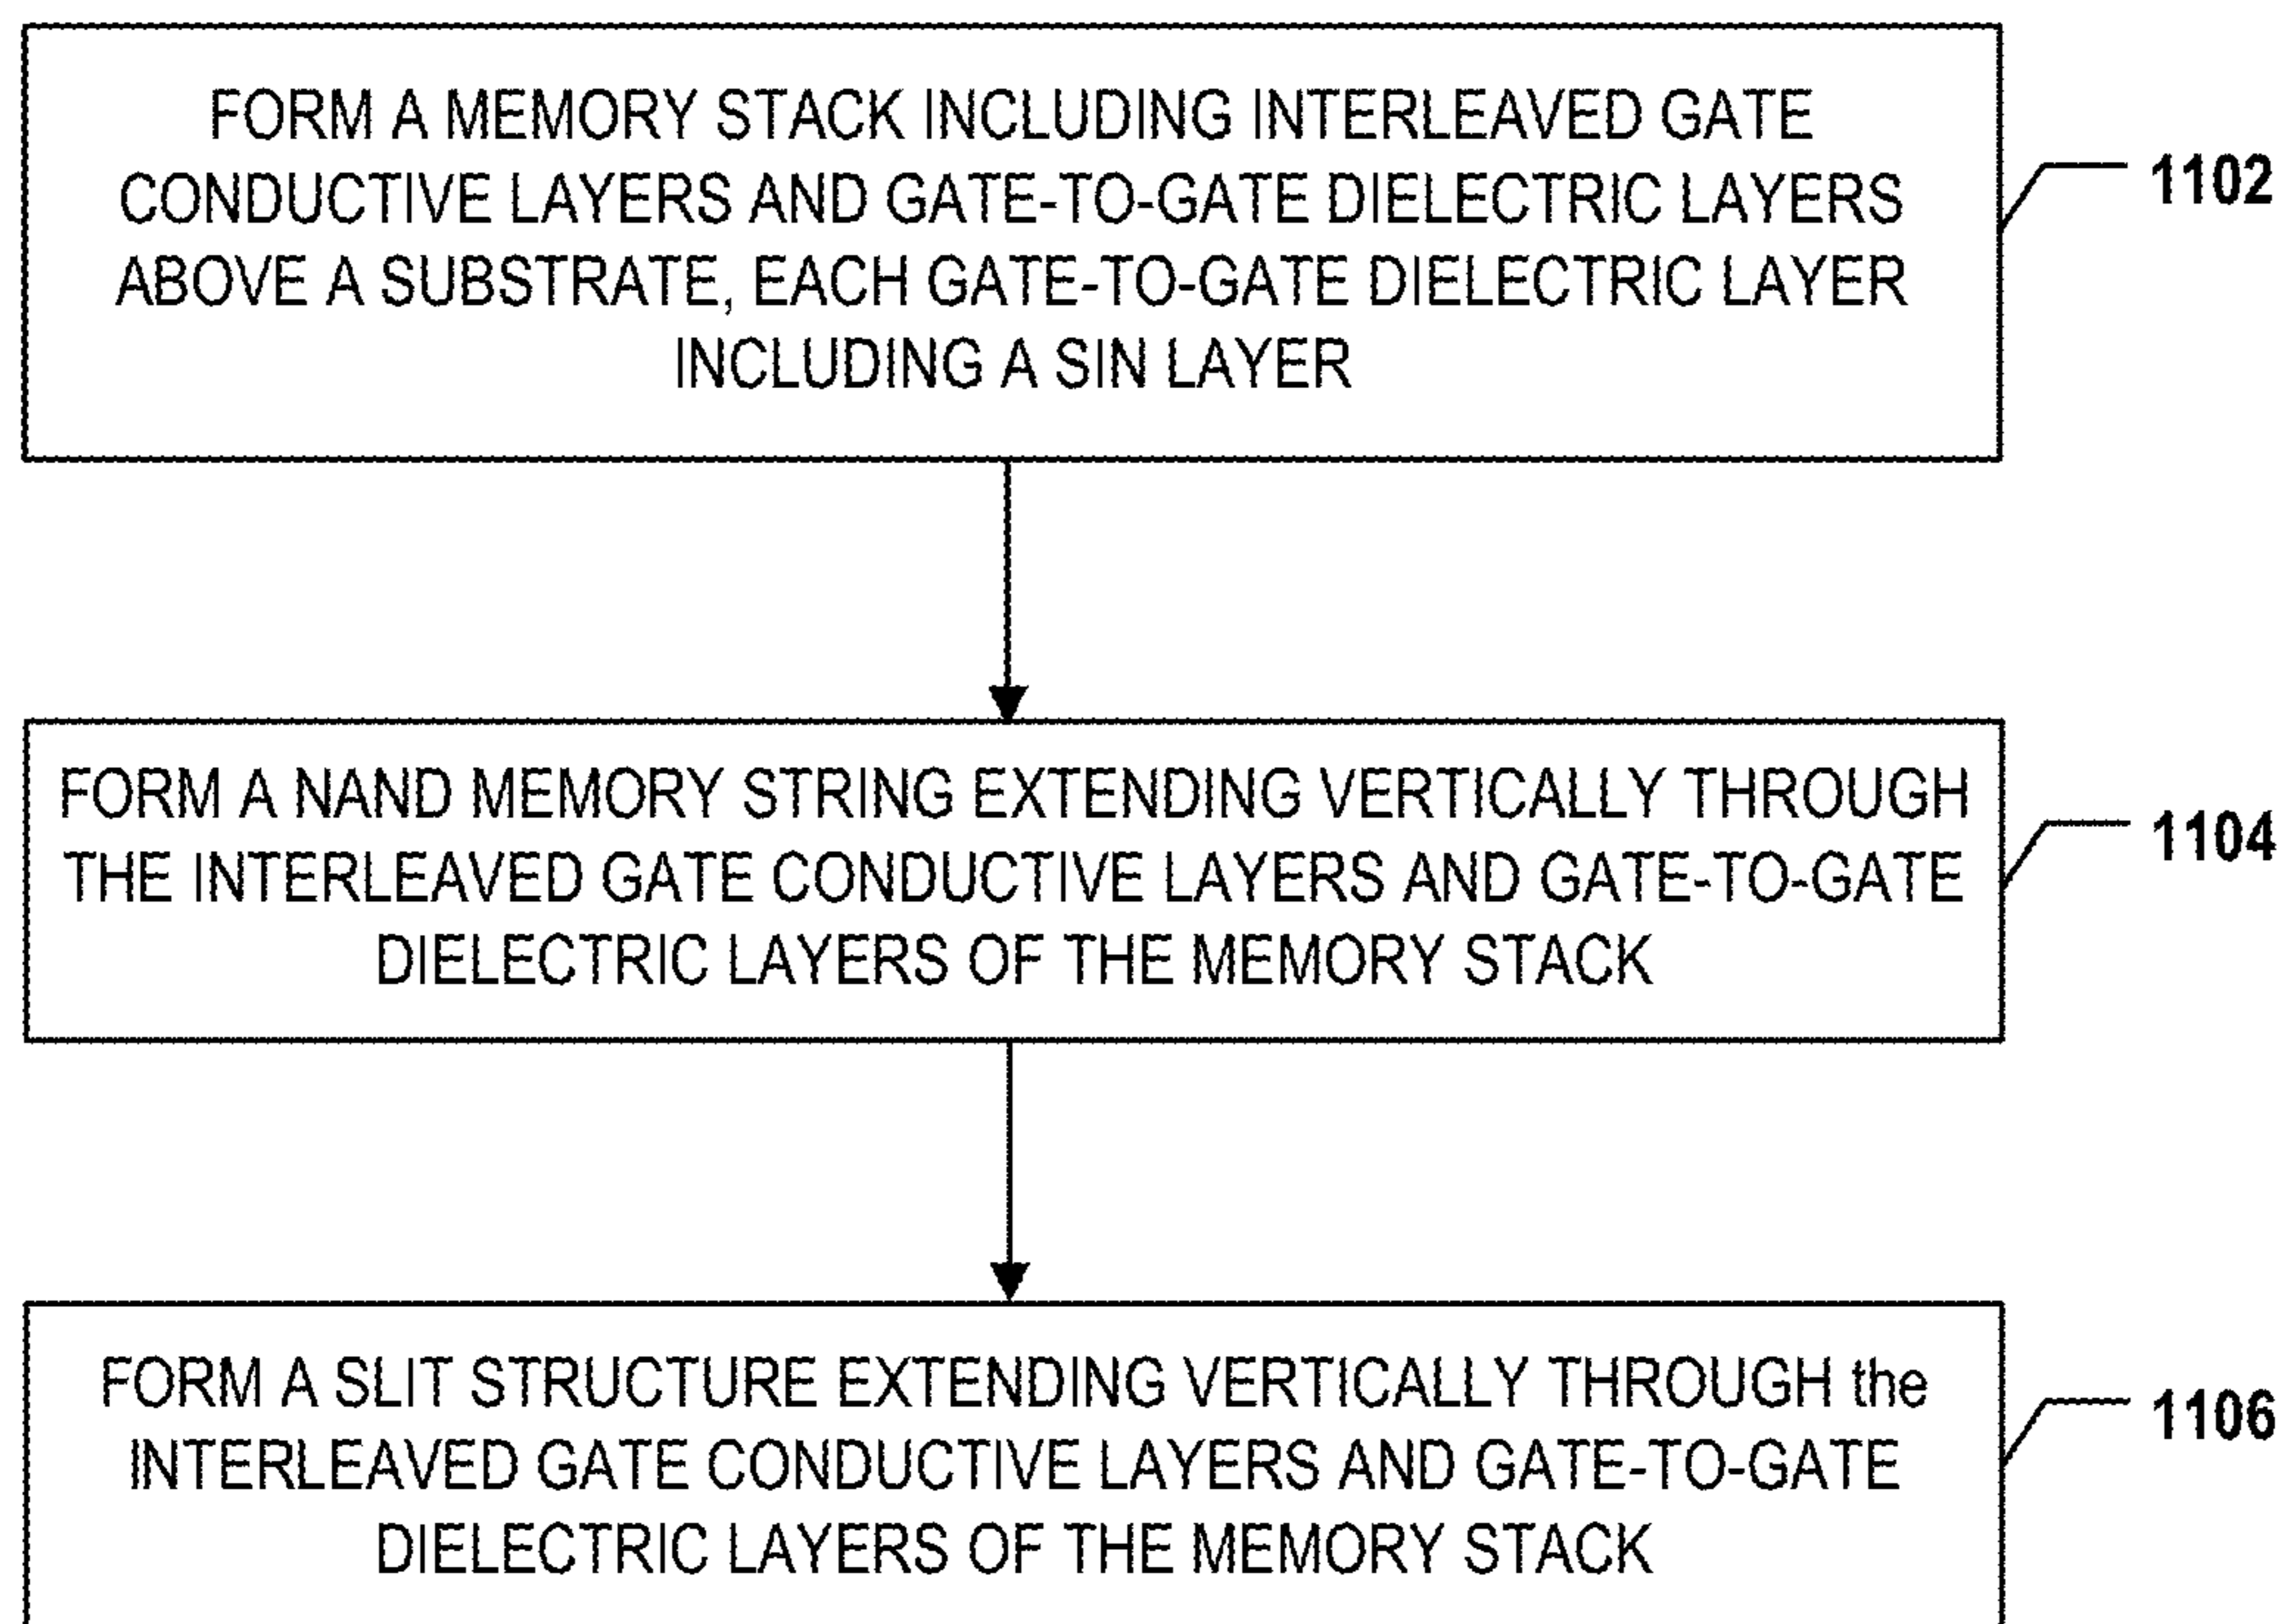 FORM A MEMORY STACK INCLUDING INTERLEAVED GATE
CONDUCTIVE LAYERS AND GATE-TO-GATE DIELECTRIC LAYERS
ABOVE A SUBSTRATE, EACH GATE-TO-GATE DIELECTRIC LAYER
INCLUDING A SIN LAYER
1102
FORM A NAND MEMORY STRING EXTENDING VERTICALLY THROUGH
THE INTERLEAVED GATE CONDUCTIVE LAYERS AND GATE-TO-GATE
DIELECTRIC LAYERS OF THE MEMORY STACK
1104
FORM A SLIT STRUCTURE EXTENDING VERTICALLY THROUGH the
INTERLEAVED GATE CONDUCTIVE LAYERS AND GATE-TO-GATE
DIELECTRIC LAYERS OF THE MEMORY STACK
1106